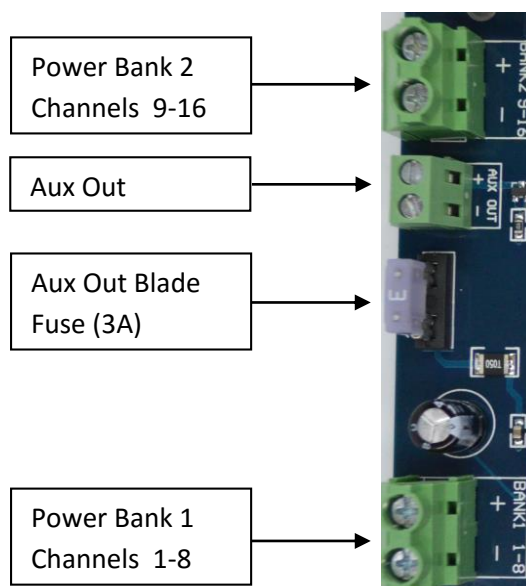 Power Bank 2
Channels 9-16
BANK2 9-16
+
-
Aux Out
AUX OUT
+
-
Aux Out Blade
Fuse (3A)
3
T050
Power Bank 1
Channels 1-8
BANK1 1-8
+
-